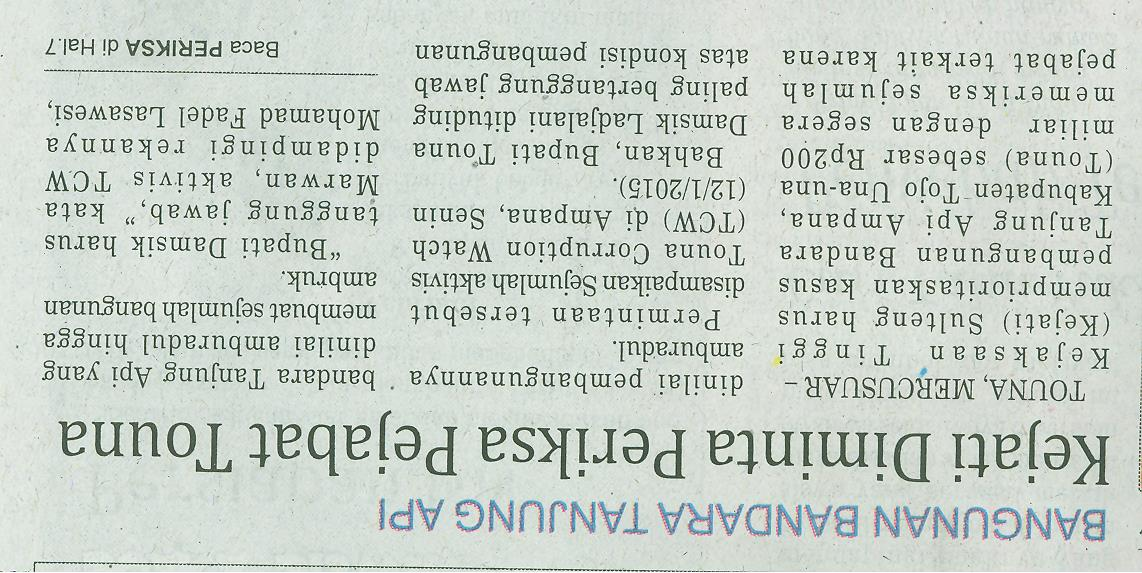 BANGUNAN BANDARA TANJUNG API
Kejati Diminta Periksa Pejabat Touna
TOUNA, MERCUSUAR –
Kejaksaan Tinggi
(Kejati) Sulteng harus
memprioritaskan kasus
pembangunan Bandara
Tanjung Api Ampana,
Kabupaten Tojo Una-una
(Touna) sebesar Rp200
miliar dengan segera
memeriksa sejumlah
pejabat terkait karena
dinilai pembangunannya
amburadul.
Permintaan tersebut
disampaikan Sejumlah aktivis
Touna Corruption Watch
(TCW) di Ampana, Senin
(12/1/2015).
Bahkan, Bupati Touna
Damsik Ladjalani dituding
paling bertanggung jawab
atas kondisi pembangunan
bandara Tanjung Api yang
dinilai amburadul hingga
membuat sejumlah bangunan
ambruk.
“Bupati Damsik harus
tanggung jawab,” kata
Marwan, aktivis TCW
didampingi rekannya
Mohamad Fadel Lasawesi,
Baca PERIKSA di Hal.7